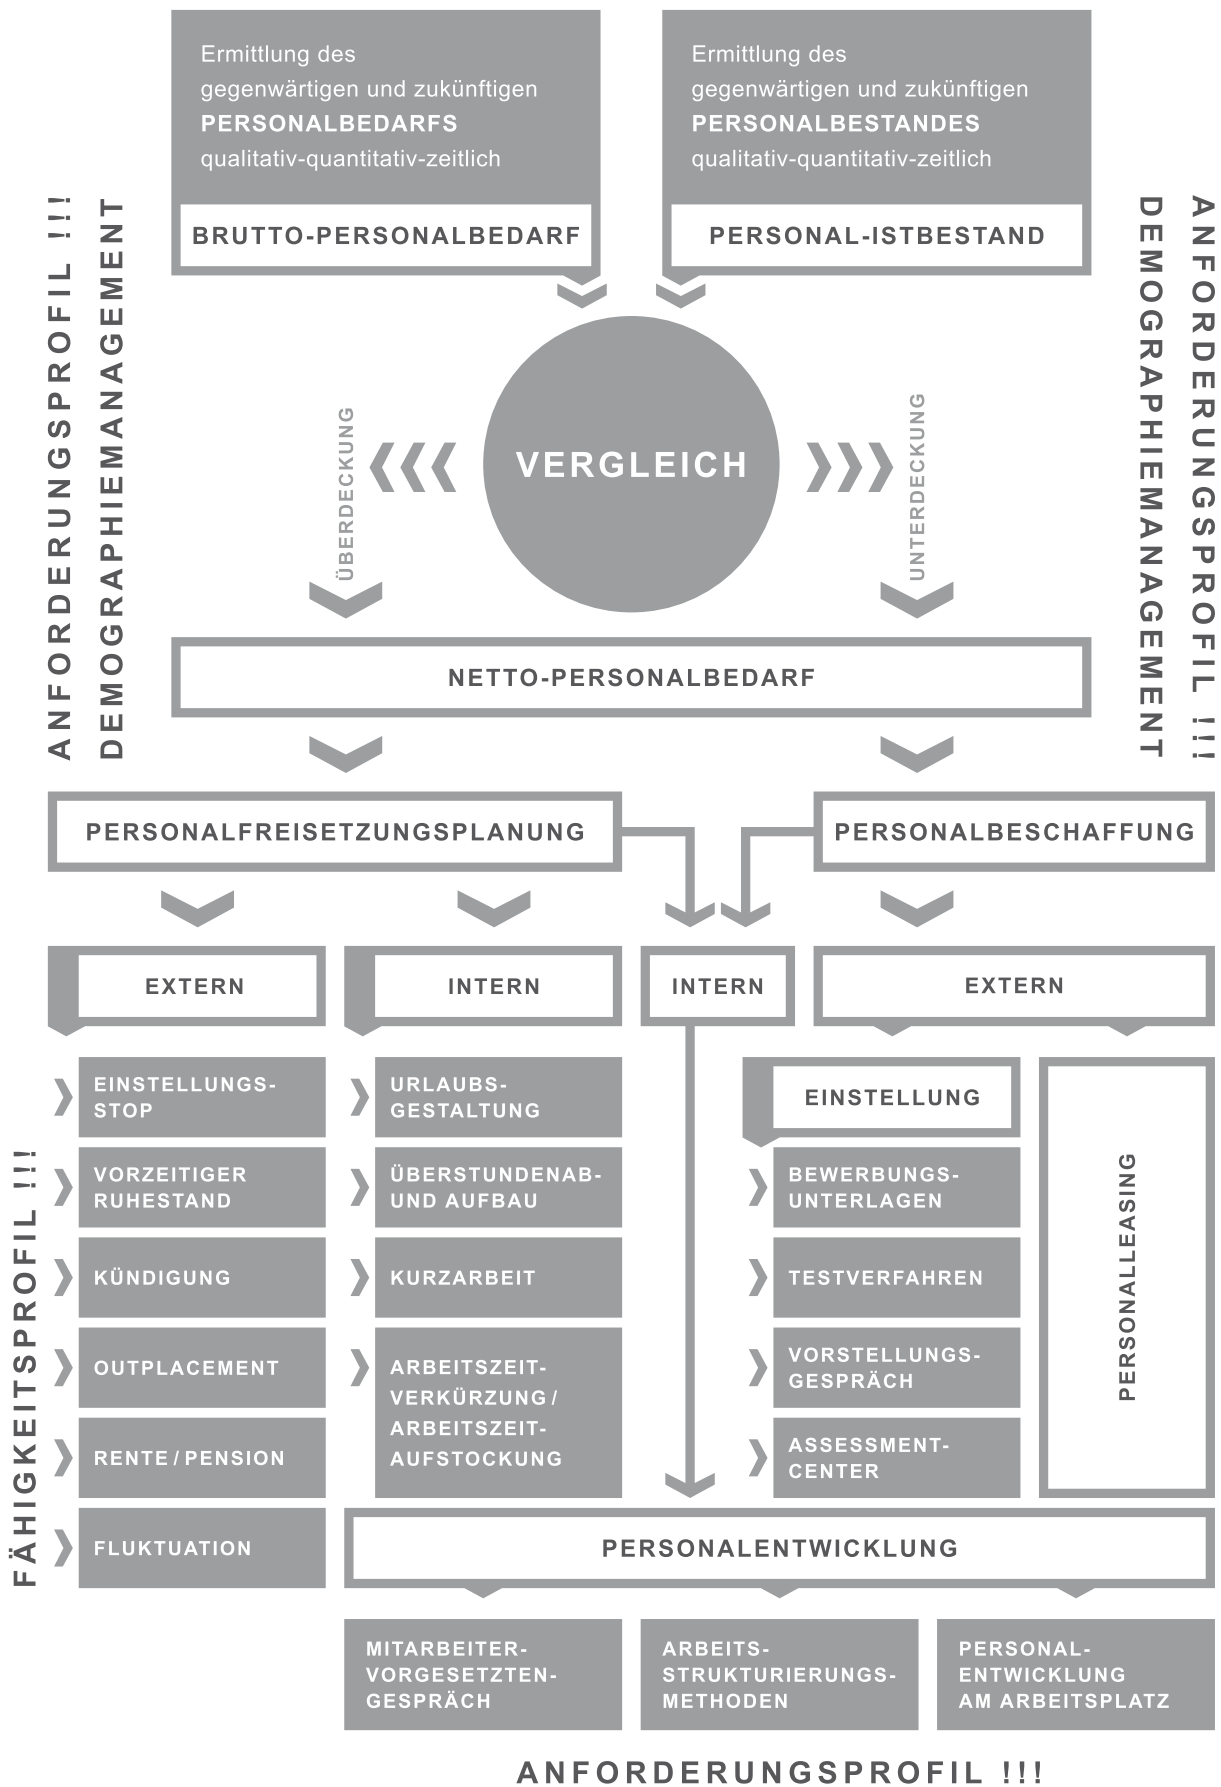 Ermittlung des
gegenwärtigen und zukünftigen
PERSONALBEDARFS
qualitativ-quantitativ-zeitlich
BRUTTO-PERSONALBEDARF
Ermittlung des
gegenwärtigen und zukünftigen
PERSONALBESTANDES
qualitativ-quantitativ-zeitlich
PERSONAL-ISTBESTAND
ANFORDERUNGSPROFIL !!!
DEMOGRAPHIEMANAGEMENT
ANFORDERUNGSPROFIL !!!
DEMOGRAPHIEMANAGEMENT
ÜBERDECKUNG
VERGLEICH
UNTERDECKUNG
NETTO-PERSONALBEDARF
PERSONALFREISETZUNGSPLANUNG
PERSONALBESCHAFFUNG
EXTERN
INTERN
INTERN
EXTERN
FÄHIGKEITSPROFIL !!!
EINSTELLUNGS-
STOP
VORZEITIGER
RUHESTAND
KÜNDIGUNG
OUTPLACEMENT
RENTE / PENSION
FLUKTUATION
URLAUBS-
GESTALTUNG
ÜBERSTUNDENAB-
UND AUFBAU
KURZARBEIT
ARBEITSZEIT-
VERKÜRZUNG /
ARBEITSZEIT-
AUFSTOCKUNG
EINSTELLUNG
BEWERBUNGS-
UNTERLAGEN
TESTVERFAHREN
VORSTELLUNGS-
GESPRÄCH
ASSESSMENT-
CENTER
PERSONALLEASING
PERSONALENTWICKLUNG
MITARBEITER-
VORGESETZTEN-
GESPRÄCH
ARBEITS-
STRUKTURIERUNGS-
METHODEN
PERSONAL-
ENTWICKLUNG
AM ARBEITSPLATZ
ANFORDERUNGSPROFIL !!!